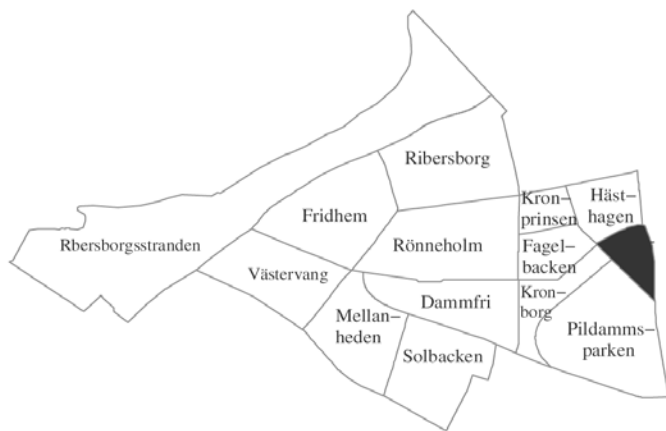 Ribersborg
Kron–
prinsen
Häst–
hagen
Fridhem
Rbersborgsstranden
Rönneholm
Fagel–
backen
Västervang
Dammfri
Kron–
borg
Mellan–
heden
Pildamms–
parken
Solbacken